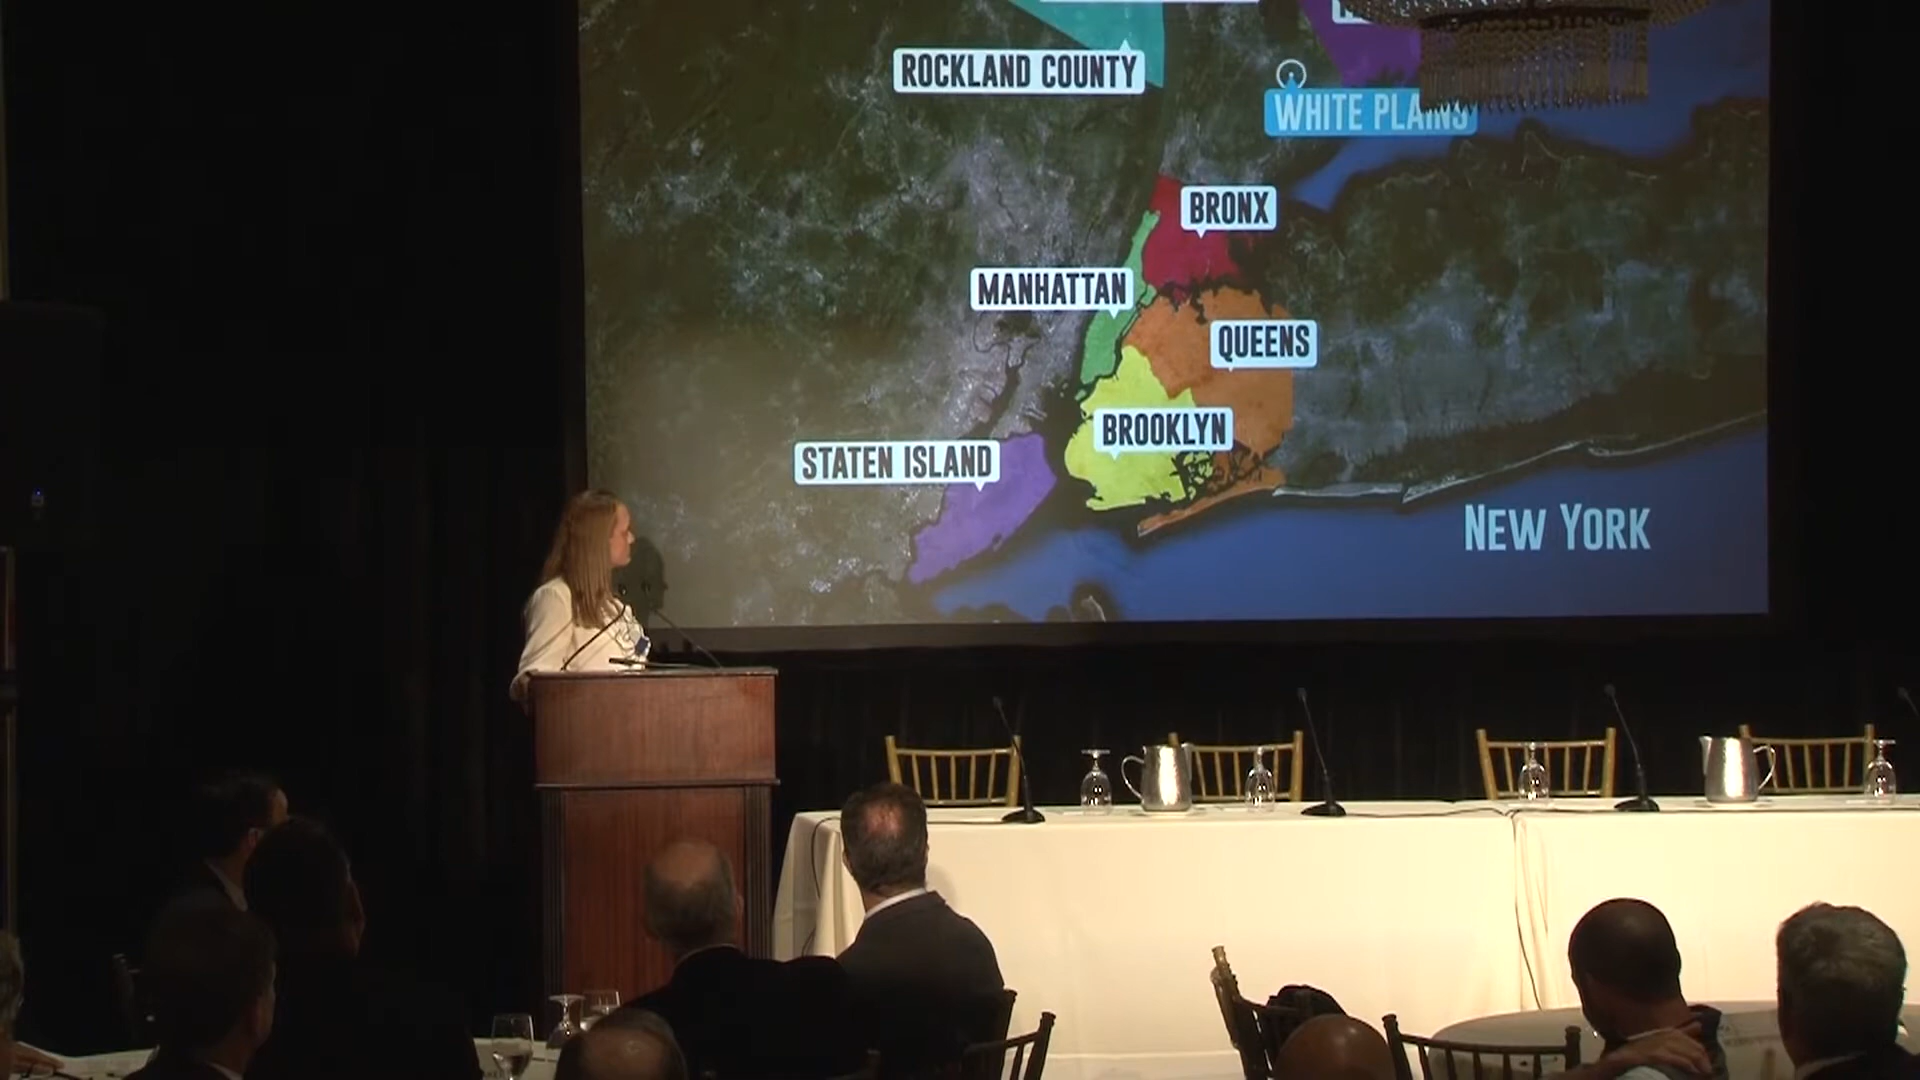 ROCKLAND COUNTY
WHITE PLAINS
BRONX
MANHATTAN
QUEENS
BROOKLYN
STATEN ISLAND
NEW YORK